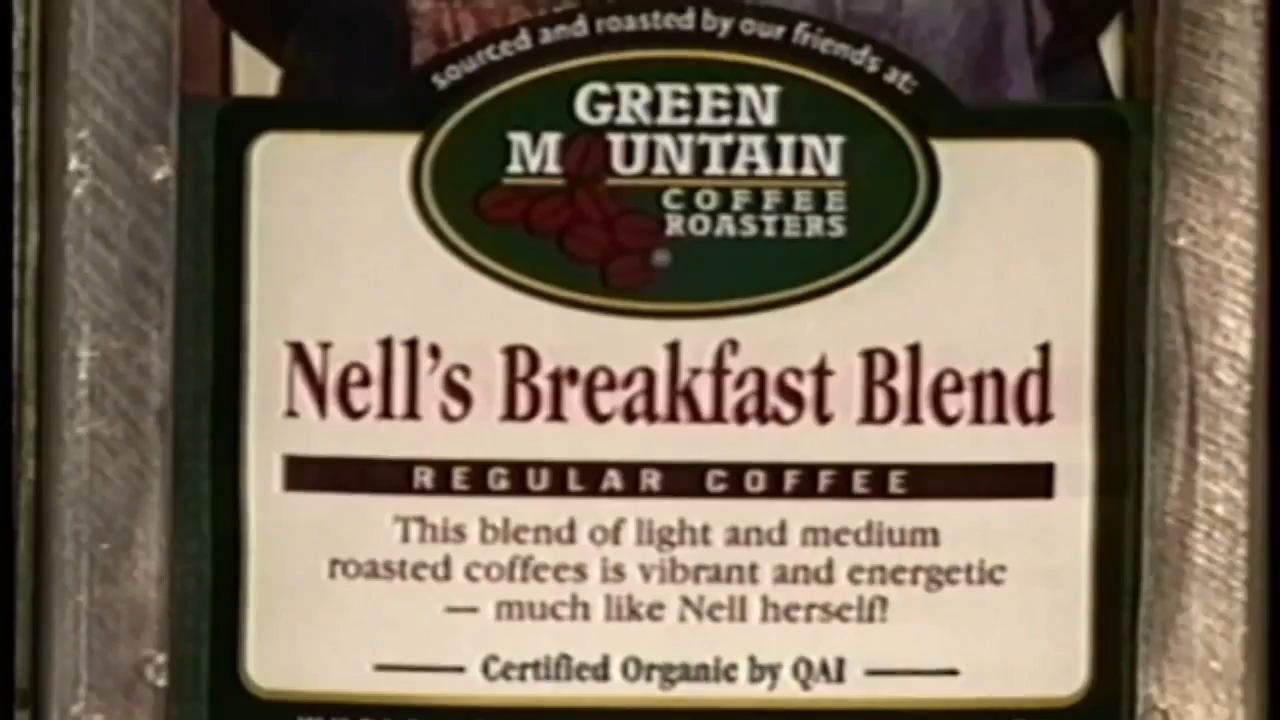 sourced and roasted by our friends at:
GREEN
MOUNTAIN
COFFEE
ROASTERS
Nell's Breakfast Blend
REGULAR COFFEE
This blend of light and medium
roasted coffees is vibrant and energetic
— much like Nell herself!
Certified Organic by QAI